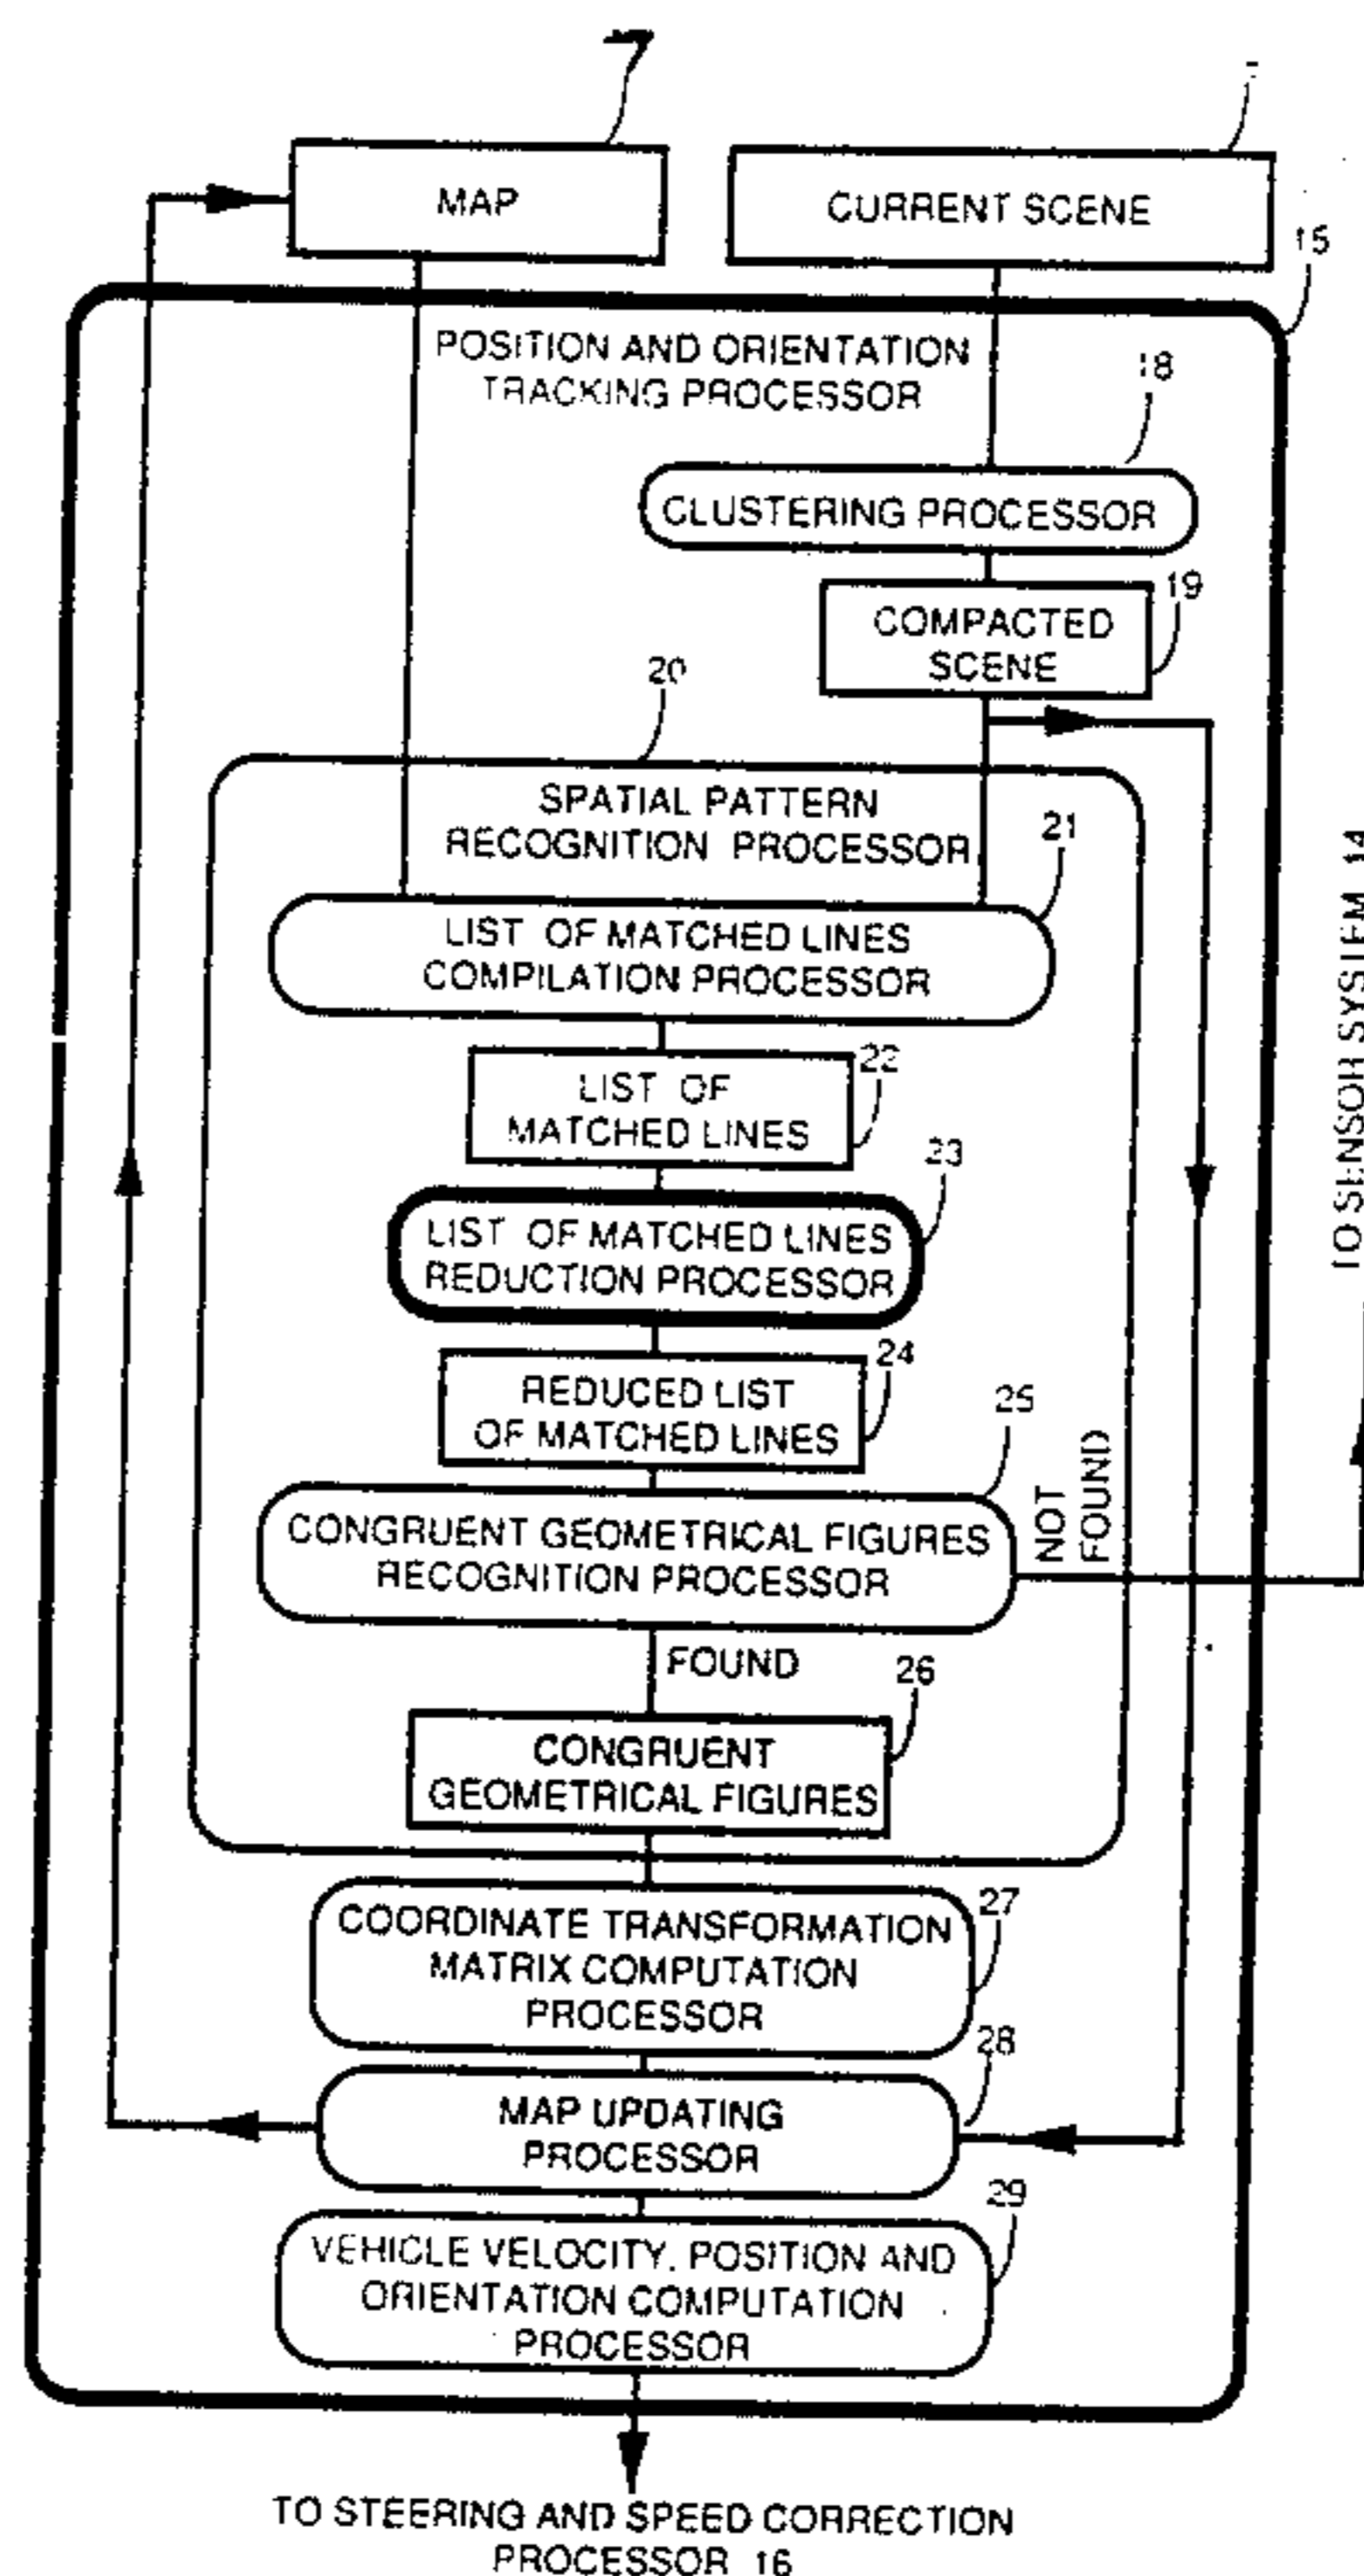 7
MAP
CURRENT SCENE
15
POSITION AND ORIENTATION
TRACKING PROCESSOR
18
CLUSTERING PROCESSOR
19
COMPACTED
SCENE
20
SPATIAL PATTERN
RECOGNITION PROCESSOR
21
LIST OF MATCHED LINES
COMPILATION PROCESSOR
22
LIST OF
MATCHED LINES
23
LIST OF MATCHED LINES
REDUCTION PROCESSOR
24
REDUCED LIST
OF MATCHED LINES
25
CONGRUENT GEOMETRICAL FIGURES
RECOGNITION PROCESSOR
NOT
FOUND
TO SENSOR SYSTEM 14
FOUND
26
CONGRUENT
GEOMETRICAL FIGURES
27
COORDINATE TRANSFORMATION
MATRIX COMPUTATION
PROCESSOR
28
MAP UPDATING
PROCESSOR
29
VEHICLE VELOCITY, POSITION AND
ORIENTATION COMPUTATION
PROCESSOR
TO STEERING AND SPEED CORRECTION
PROCESSOR 16